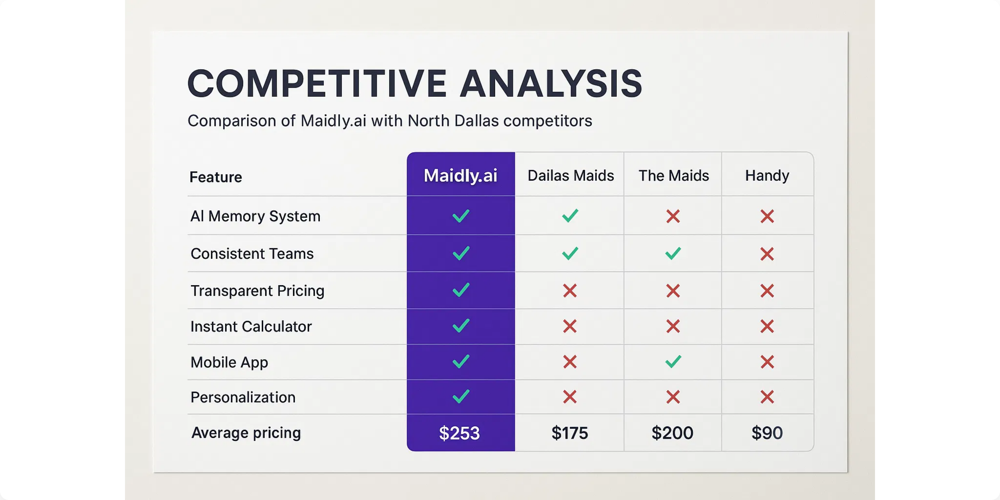 COMPETITIVE ANALYSIS
Comparison of Maidly.ai with North Dallas competitors
Feature Maidly.ai Dailas Maids The Maids Handy
AI Memory System ✓ ✓ ✕ ✕
Consistent Teams ✓ ✓ ✓ ✕
Transparent Pricing ✓ ✕ ✕ ✕
Instant Calculator ✓ ✕ ✕ ✕
Mobile App ✓ ✕ ✓ ✕
Personalization ✓ ✕ ✕ ✕
Average pricing $253 $175 $200 $90